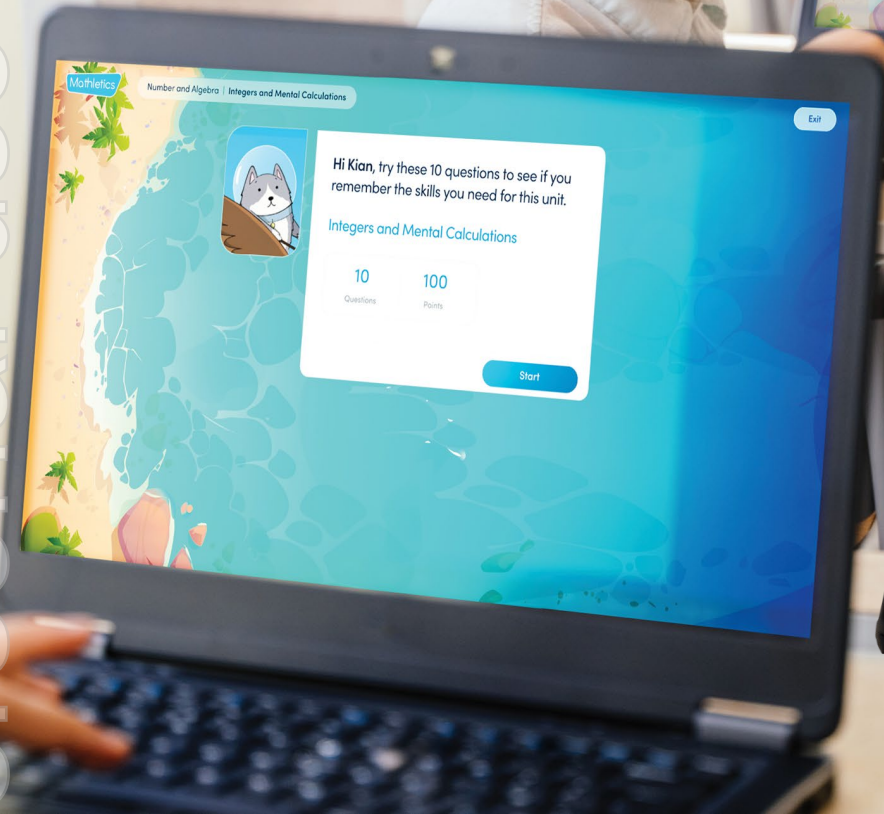 Mathletics
Number and Algebra | Integers and Mental Calculations
Exit
Hi Kian, try these 10 questions to see if you
remember the skills you need for this unit.
Integers and Mental Calculations
10
Questions
100
Points
Start